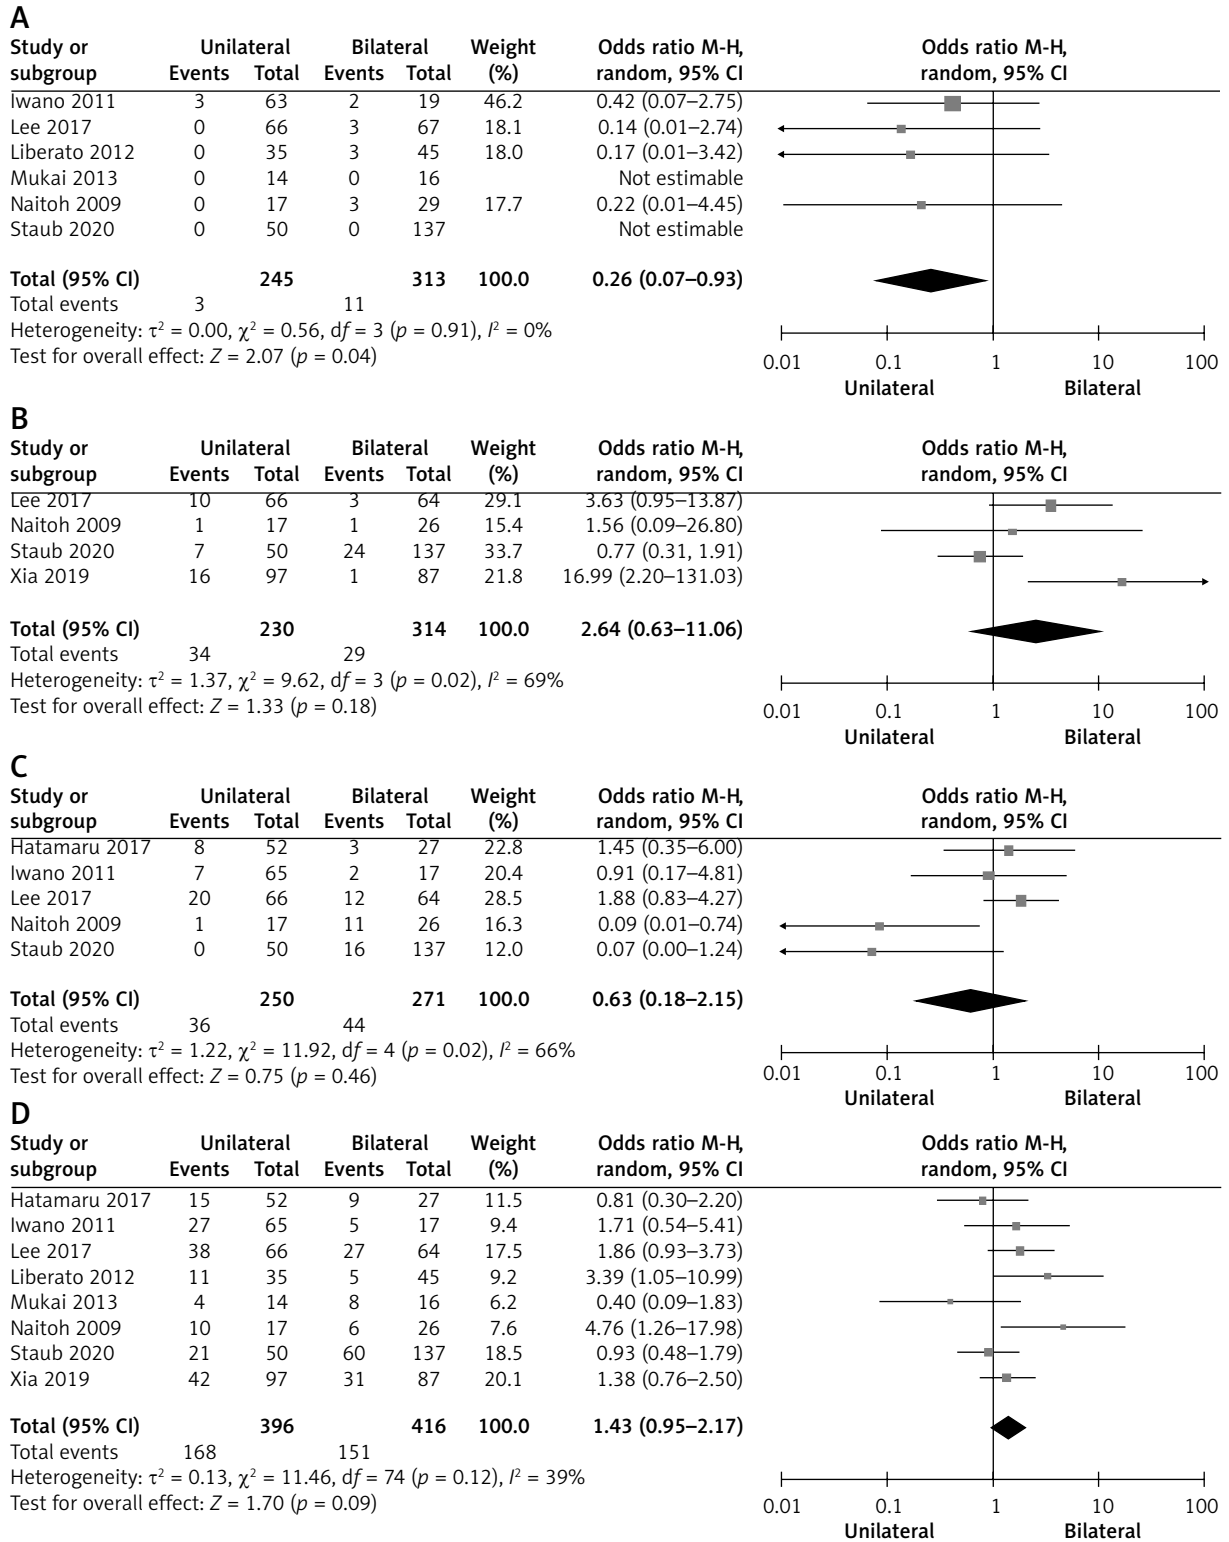 A
Study or Unilateral Bilateral Weight Odds ratio M-H, Odds ratio M-H,
subgroup Events Total Events Total (%) random, 95% CI random, 95% CI
Iwano 2011 3 63 2 19 46.2 0.42 (0.07–2.75)
Lee 2017 0 66 3 67 18.1 0.14 (0.01–2.74)
Liberato 2012 0 35 3 45 18.0 0.17 (0.01–3.42)
Mukai 2013 0 14 0 16 Not estimable
Naitoh 2009 0 17 3 29 17.7 0.22 (0.01–4.45)
Staub 2020 0 50 0 137 Not estimable
Total (95% CI) 245 313 100.0 0.26 (0.07–0.93)
Total events 3 11
Heterogeneity: τ² = 0.00, χ² = 0.56, df = 3 (p = 0.91), I² = 0%
Test for overall effect: Z = 2.07 (p = 0.04)
0.01 0.1 1 10 100
Unilateral Bilateral
B
Study or Unilateral Bilateral Weight Odds ratio M-H, Odds ratio M-H,
subgroup Events Total Events Total (%) random, 95% CI random, 95% CI
Lee 2017 10 66 3 64 29.1 3.63 (0.95–13.87)
Naitoh 2009 1 17 1 26 15.4 1.56 (0.09–26.80)
Staub 2020 7 50 24 137 33.7 0.77 (0.31, 1.91)
Xia 2019 16 97 1 87 21.8 16.99 (2.20–131.03)
Total (95% CI) 230 314 100.0 2.64 (0.63–11.06)
Total events 34 29
Heterogeneity: τ² = 1.37, χ² = 9.62, df = 3 (p = 0.02), I² = 69%
Test for overall effect: Z = 1.33 (p = 0.18)
0.01 0.1 1 10 100
Unilateral Bilateral
C
Study or Unilateral Bilateral Weight Odds ratio M-H, Odds ratio M-H,
subgroup Events Total Events Total (%) random, 95% CI random, 95% CI
Hatamaru 2017 8 52 3 27 22.8 1.45 (0.35–6.00)
Iwano 2011 7 65 2 17 20.4 0.91 (0.17–4.81)
Lee 2017 20 66 12 64 28.5 1.88 (0.83–4.27)
Naitoh 2009 1 17 11 26 16.3 0.09 (0.01–0.74)
Staub 2020 0 50 16 137 12.0 0.07 (0.00–1.24)
Total (95% CI) 250 271 100.0 0.63 (0.18–2.15)
Total events 36 44
Heterogeneity: τ² = 1.22, χ² = 11.92, df = 4 (p = 0.02), I² = 66%
Test for overall effect: Z = 0.75 (p = 0.46)
0.01 0.1 1 10 100
Unilateral Bilateral
D
Study or Unilateral Bilateral Weight Odds ratio M-H, Odds ratio M-H,
subgroup Events Total Events Total (%) random, 95% CI random, 95% CI
Hatamaru 2017 15 52 9 27 11.5 0.81 (0.30–2.20)
Iwano 2011 27 65 5 17 9.4 1.71 (0.54–5.41)
Lee 2017 38 66 27 64 17.5 1.86 (0.93–3.73)
Liberato 2012 11 35 5 45 9.2 3.39 (1.05–10.99)
Mukai 2013 4 14 8 16 6.2 0.40 (0.09–1.83)
Naitoh 2009 10 17 6 26 7.6 4.76 (1.26–17.98)
Staub 2020 21 50 60 137 18.5 0.93 (0.48–1.79)
Xia 2019 42 97 31 87 20.1 1.38 (0.76–2.50)
Total (95% CI) 396 416 100.0 1.43 (0.95–2.17)
Total events 168 151
Heterogeneity: τ² = 0.13, χ² = 11.46, df = 74 (p = 0.12), I² = 39%
Test for overall effect: Z = 1.70 (p = 0.09)
0.01 0.1 1 10 100
Unilateral Bilateral